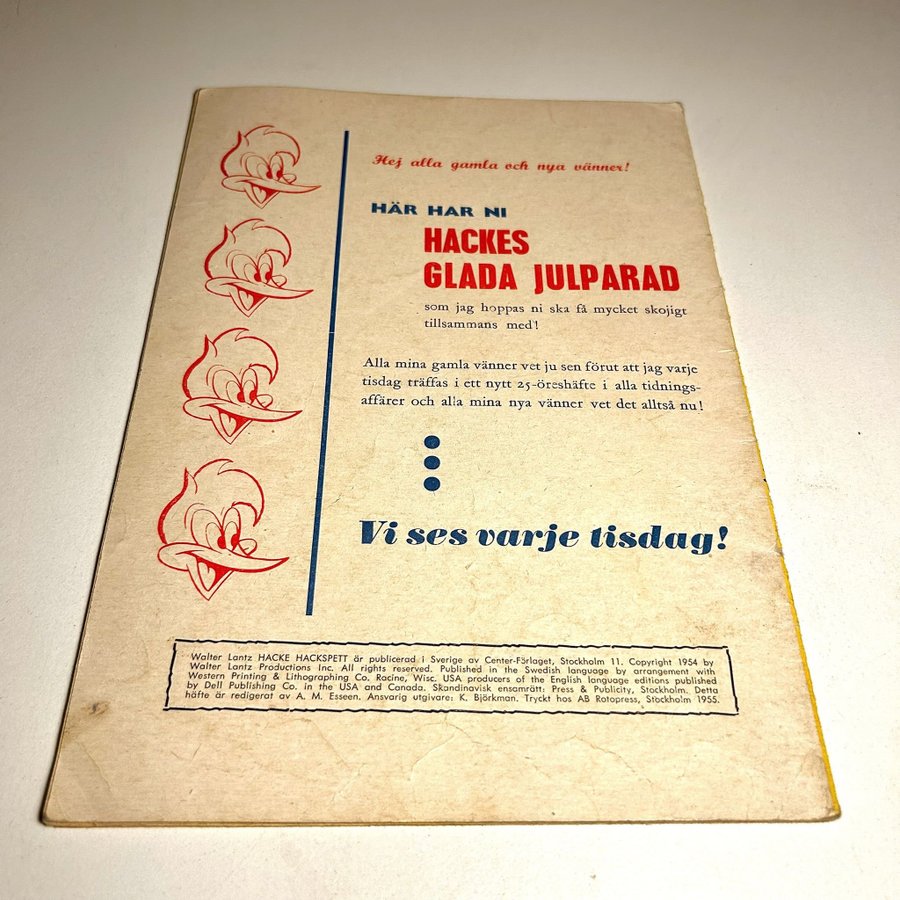 Hej alla gamla och nya vänner!
HÄR HAR NI
HACKES
GLADA JULPARAD
som jag hoppas ni ska få mycket skojigt
tillsammans med!
Alla mina gamla vänner vet ju sen förut att jag varje
tisdag träffas i ett nytt 25-öreshäfte i alla tidnings-
affärer och alla mina nya vänner vet det alltså nu!
Vi ses varje tisdag!
Walter Lantz HACKE HACKSPETT är publicerad i Sverige av Center-Förlaget, Stockholm 11. Copyright 1954 by
Walter Lantz Productions Inc. All rights reserved. Published in the Swedish language by arrangement with
Western Printing & Lithographing Co. Racine, Wisc. USA producers of the English language editions published
by Dell Publishing Co. in the USA and Canada. Skandinavisk ensamrätt: Press & Publicity, Stockholm. Detta
häfte är redigerat av A. M. Esseen. Ansvarig utgivare: K. Björkman. Tryckt hos AB Rotopress, Stockholm 1955.